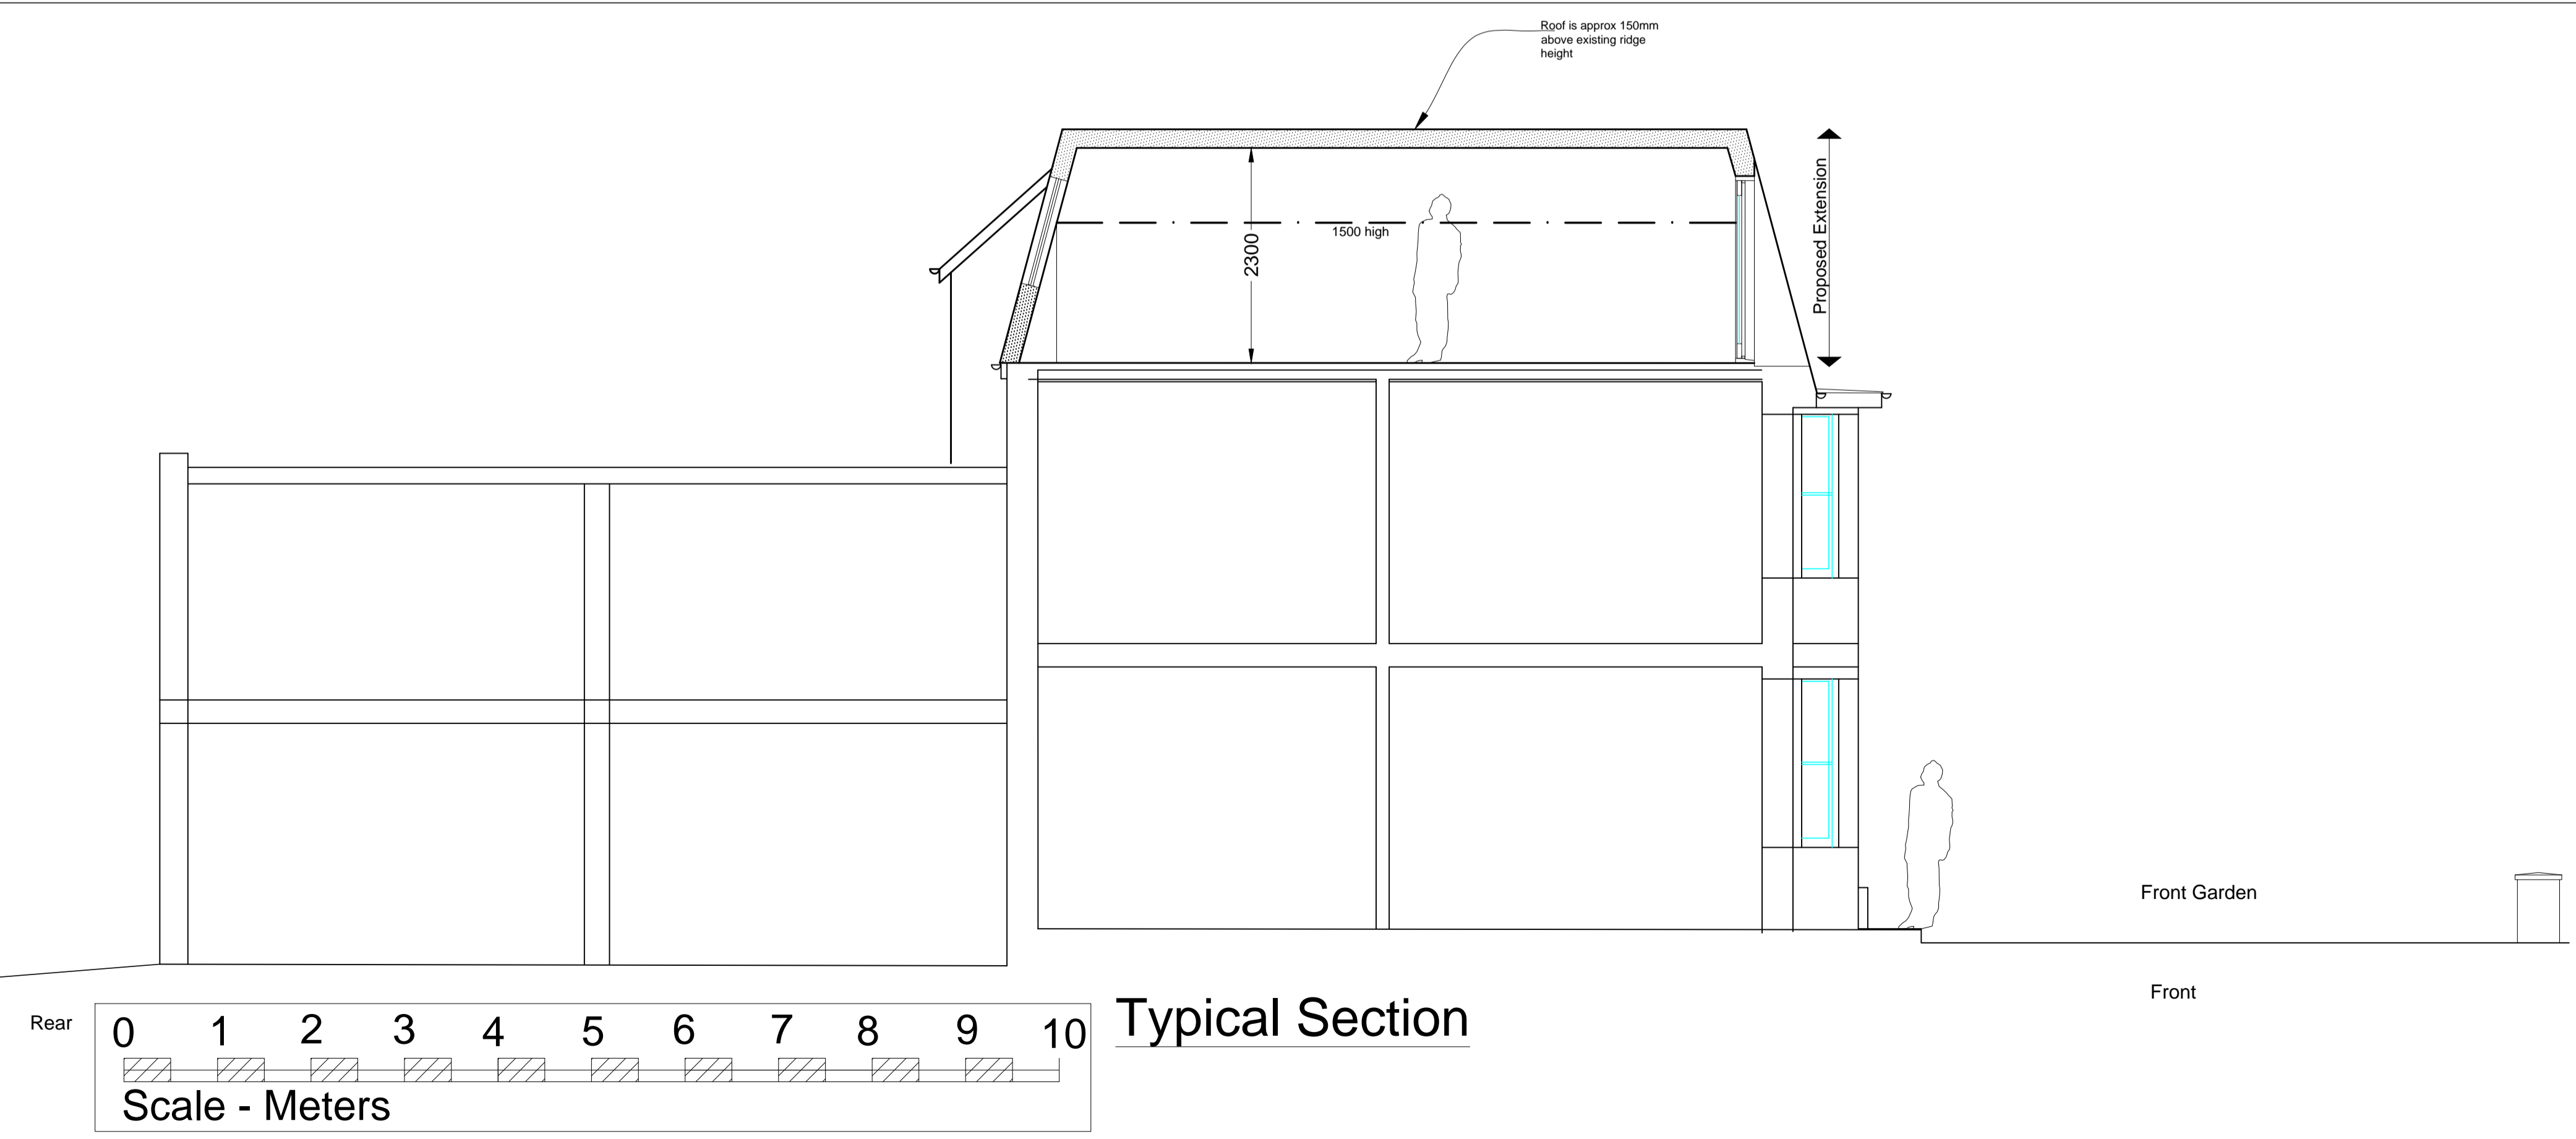 Roof is approx 150mm
above existing ridge
height
Proposed Extension
1500 high
2300
Front Garden
Front
Rear
0 1 2 3 4 5 6 7 8 9 10
Scale - Meters
Typical Section